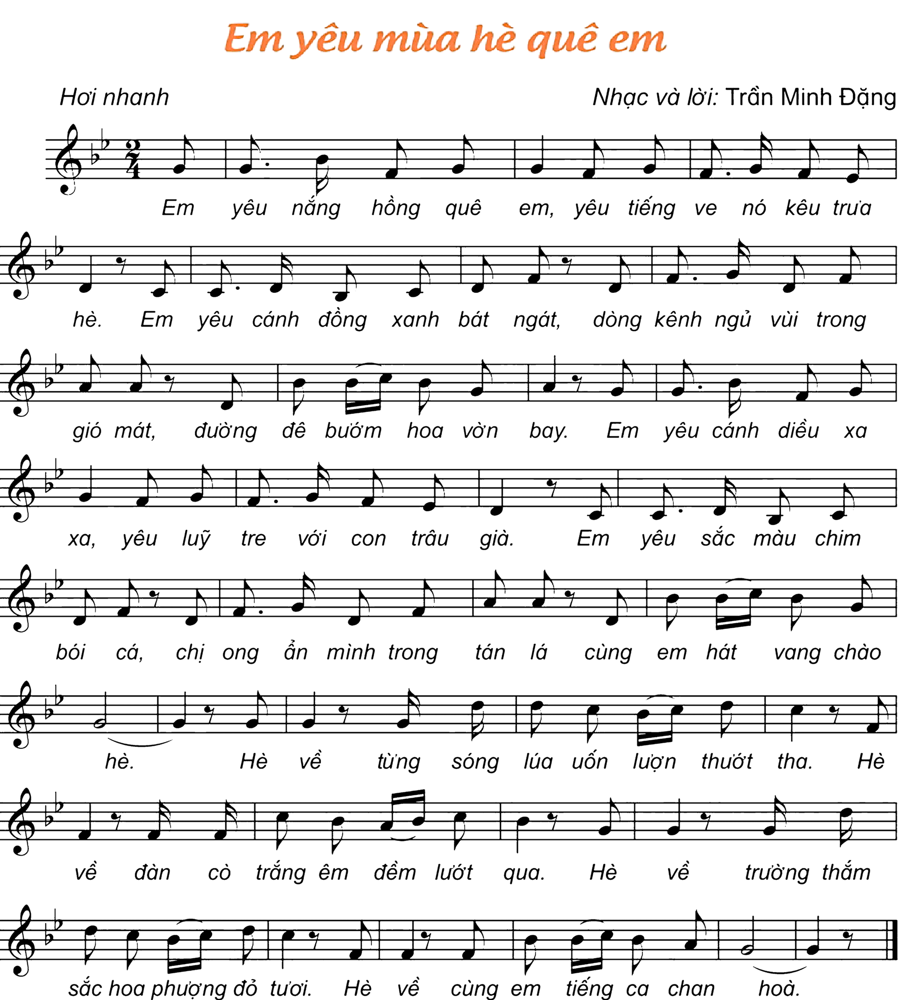 Em yêu mùa hè quê em
Hơi nhanh
Nhạc và lời: Trần Minh Đặng
2
4
Em yêu nắng hồng quê em, yêu tiếng ve nó kêu trưa
hè. Em yêu cánh đồng xanh bát ngát, dòng kênh ngủ vùi trong
gió mát, đường đê bướm hoa vờn bay. Em yêu cánh diều xa
xa, yêu luỹ tre với con trâu già. Em yêu sắc màu chim
bói cá, chị ong ẩn mình trong tán lá cùng em hát vang chào
hè. Hè về từng sóng lúa uốn lượn thướt tha. Hè
về đàn cò trắng êm đềm lướt qua. Hè về trường thắm
sắc hoa phượng đỏ tươi. Hè về cùng em tiếng ca chan hoà.